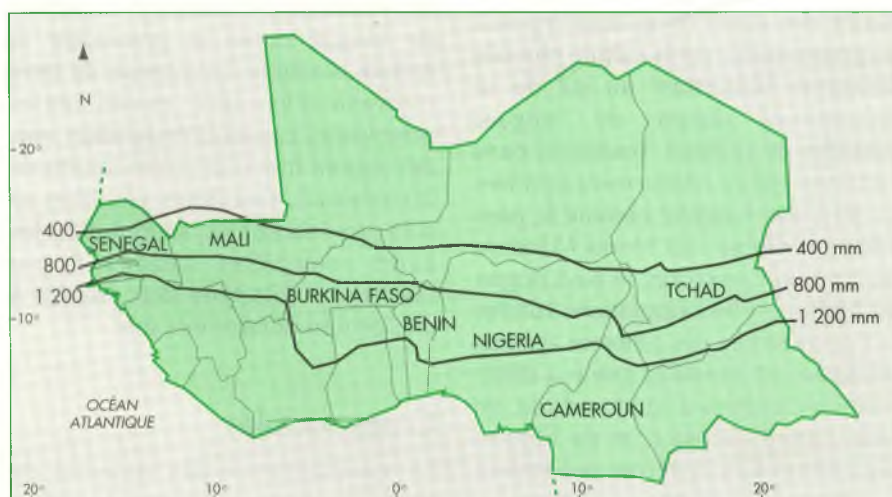 N
20°
400
SENEGAL
MALI
400 mm
800
BURKINA FASO
TCHAD
800 mm
1 200
BENIN
NIGERIA
1 200 mm
10°
OCÉAN
ATLANTIQUE
CAMEROUN
20°
10°
0°
10°
20°